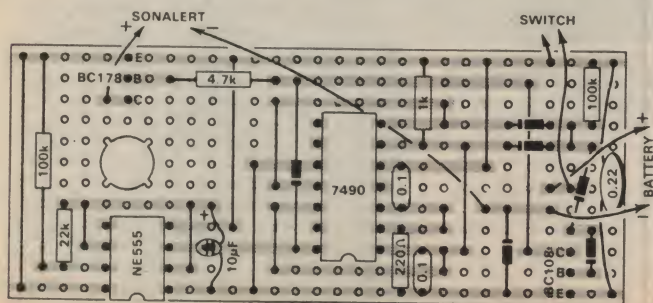 SONALERT
+ −
SWITCH
E
BC178 B
C
4.7k
1k
100k
+
BATTERY
−
100k
7490
0.1
0.22
22k
NE555
+
10µF
220Ω
0.1
BC108
C
B
E